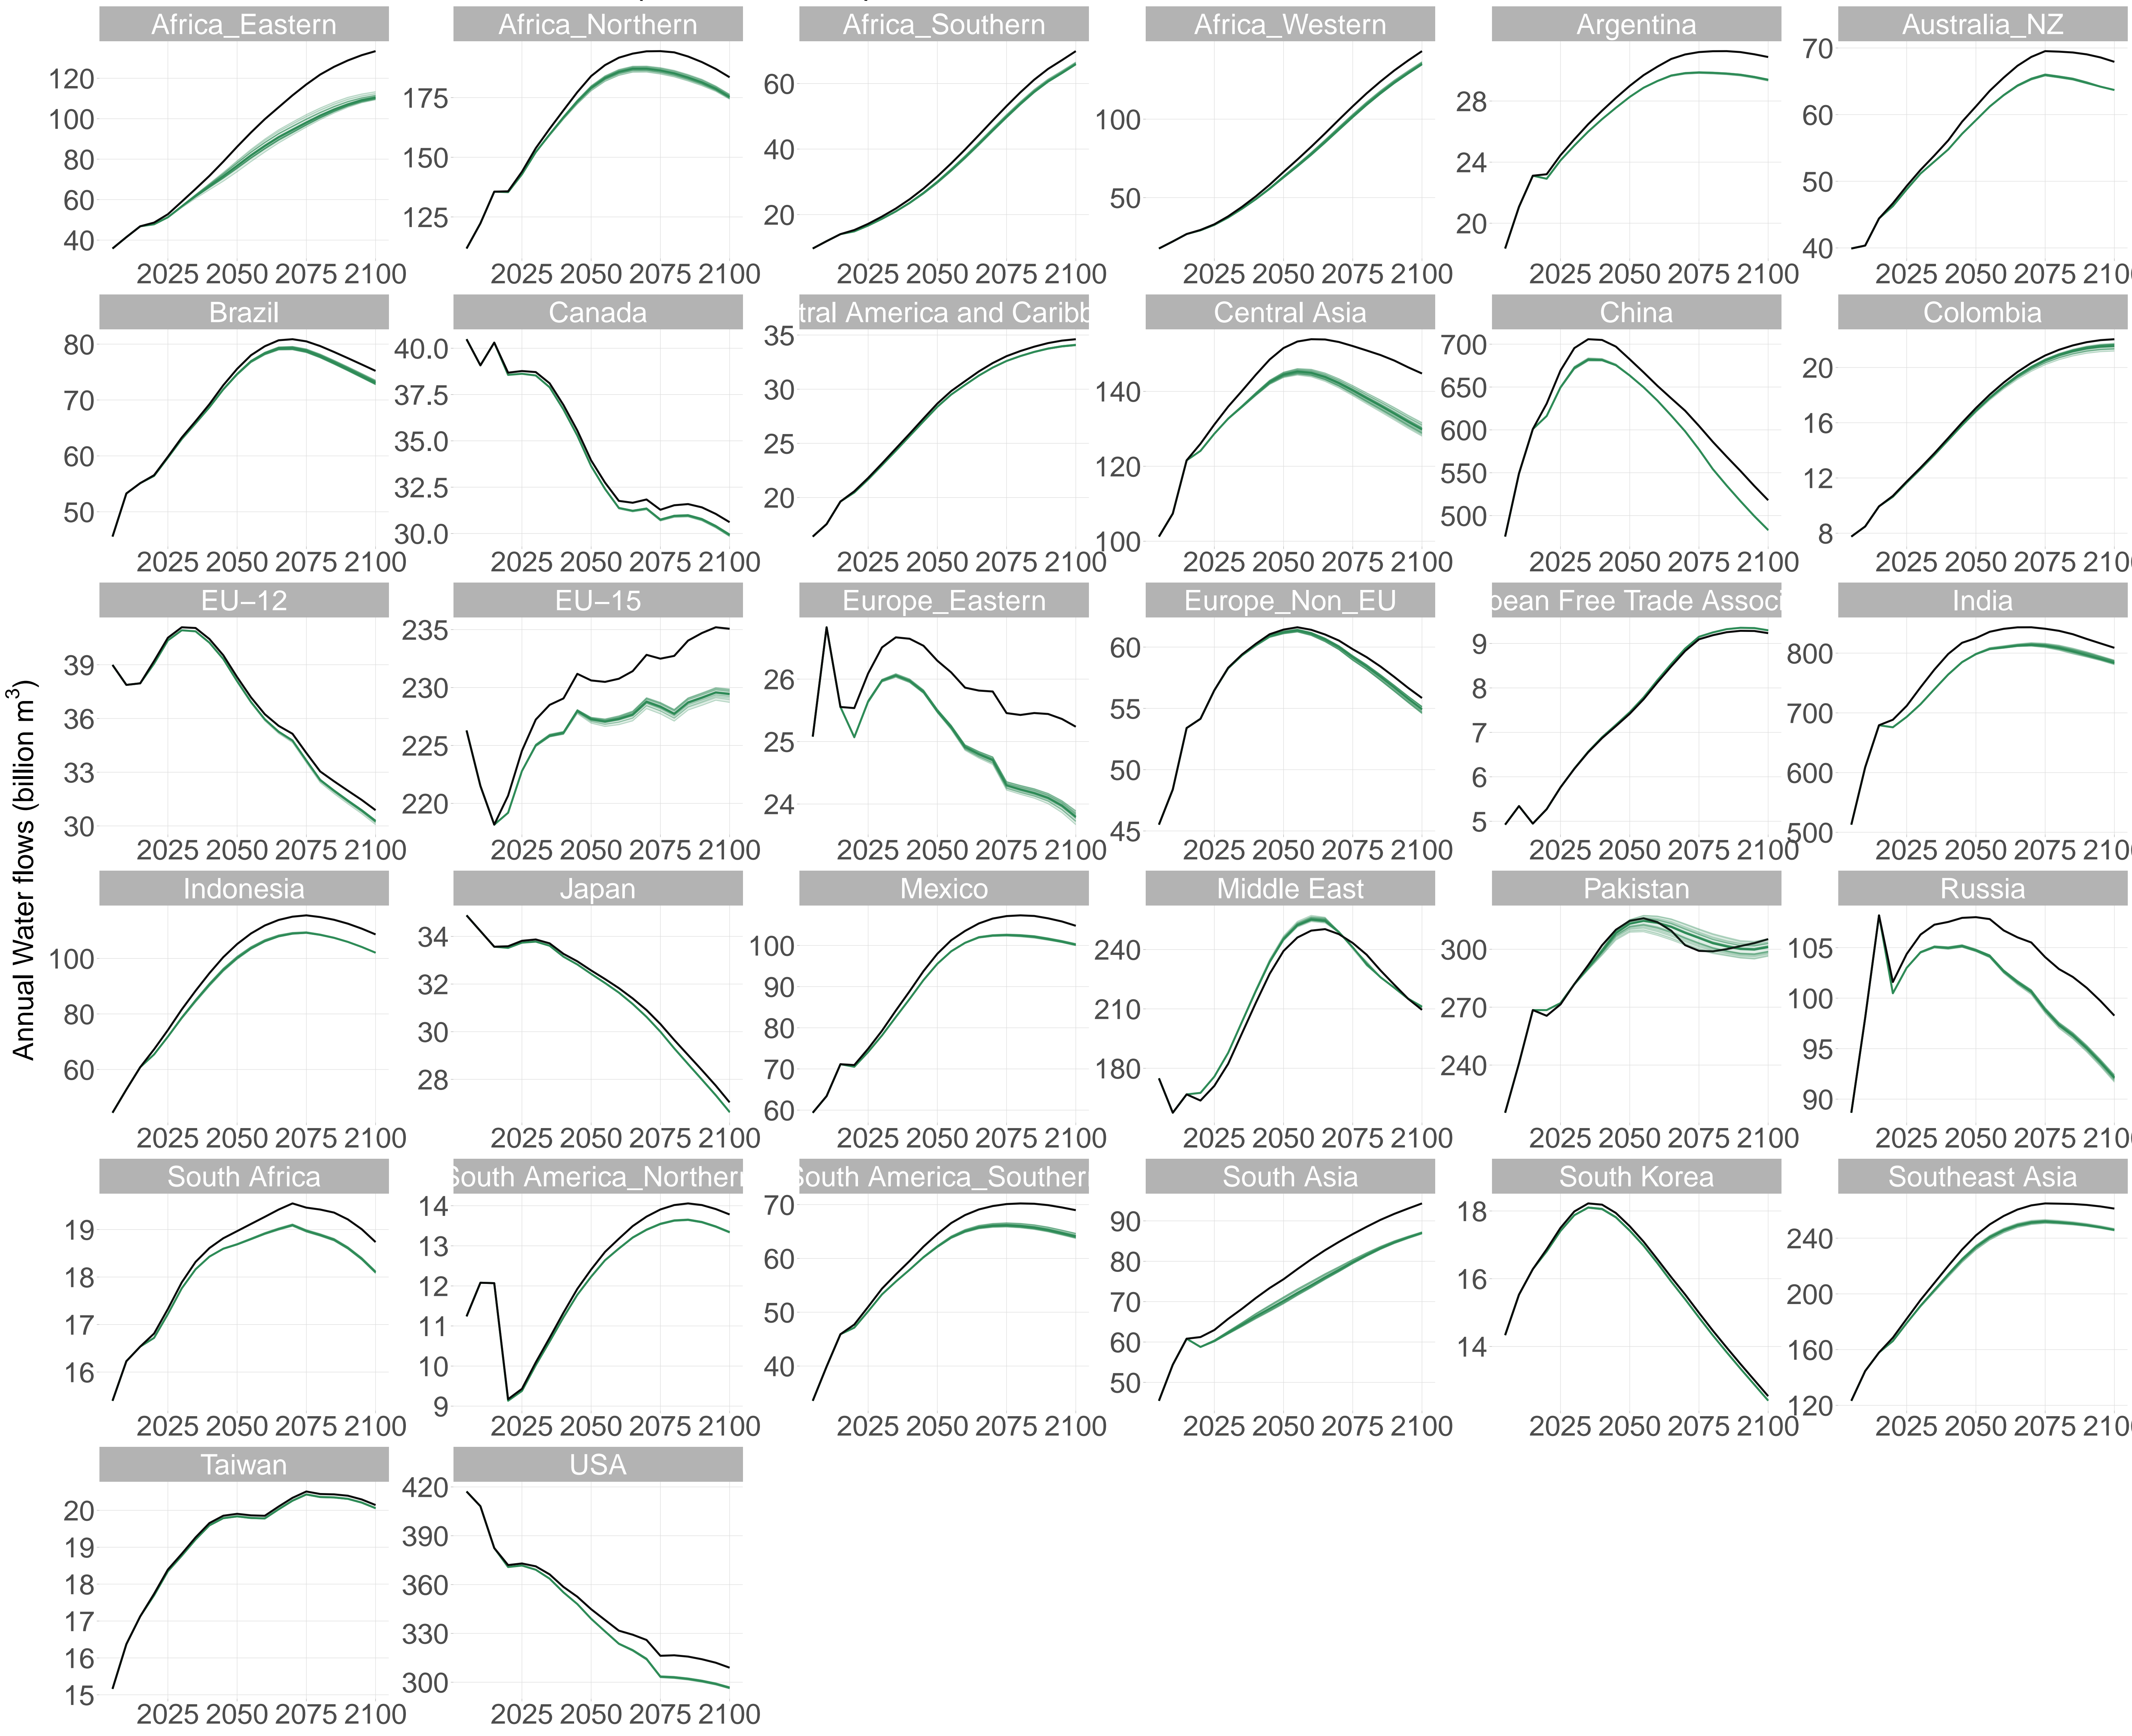 Africa_Eastern Africa_Northern Africa_Southern Africa_Western Argentina Australia_NZ
120 100 80 60 40
175 150 125
60 40 20
100 50
28 24 20
70 60 50 40
2025 2050 2075 2100 2025 2050 2075 2100 2025 2050 2075 2100 2025 2050 2075 2100 2025 2050 2075 2100 2025 2050 2075 210
Brazil Canada tral America and Caribb Central Asia China Colombia
80 70 60 50
40.0 37.5 35.0 32.5 30.0
35 30 25 20
140 120 100
700 650 600 550 500
20 16 12 8
2025 2050 2075 2100 2025 2050 2075 2100 2025 2050 2075 2100 2025 2050 2075 2100 2025 2050 2075 2100 2025 2050 2075 210
EU−12 EU−15 Europe_Eastern Europe_Non_EU pean Free Trade Associ India
39 36 33 30
235 230 225 220
26 25 24
60 55 50 45
9 8 7 6 5
800 700 600 500
2025 2050 2075 2100 2025 2050 2075 2100 2025 2050 2075 2100 2025 2050 2075 2100 2025 2050 2075 2100 2025 2050 2075 210
Annual Water flows (billion m³)
Indonesia Japan Mexico Middle East Pakistan Russia
100 80 60
34 32 30 28
100 90 80 70 60
240 210 180
300 270 240
105 100 95 90
2025 2050 2075 2100 2025 2050 2075 2100 2025 2050 2075 2100 2025 2050 2075 2100 2025 2050 2075 2100 2025 2050 2075 210
South Africa South America_Northern South America_Southern South Asia South Korea Southeast Asia
19 18 17 16
14 13 12 11 10 9
70 60 50 40
90 80 70 60 50
18 16 14
240 200 160 120
2025 2050 2075 2100 2025 2050 2075 2100 2025 2050 2075 2100 2025 2050 2075 2100 2025 2050 2075 2100 2025 2050 2075 210
Taiwan USA
20 19 18 17 16 15
420 390 360 330 300
2025 2050 2075 2100 2025 2050 2075 2100